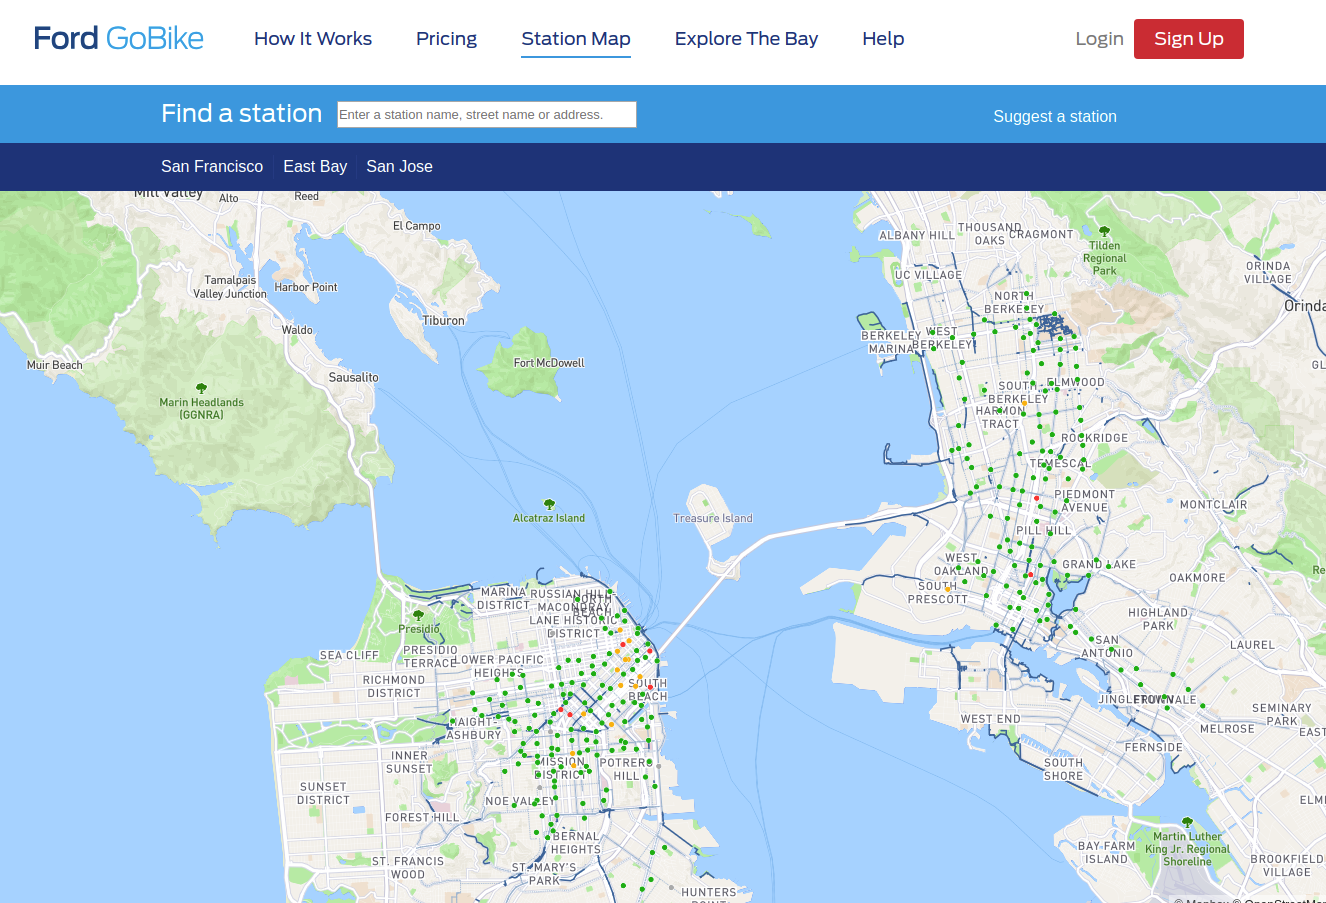 Ford GoBike
How It Works
Pricing
Station Map
Explore The Bay
Help
Login
Sign Up
Find a station
Enter a station name, street name or address.
Suggest a station
San Francisco
East Bay
San Jose
Mill Valley
Alto
Reed
El Campo
Tamalpais
Valley Junction
Harbor Point
Tiburon
Waldo
Muir Beach
Sausalito
Fort McDowell
Marin Headlands
(GGNRA)
Alcatraz Island
Treasure Island
ALBANY HILL
THOUSAND
OAKS
CRAGMONT
Tilden
Regional
Park
UC VILLAGE
ORINDA
VILLAGE
NORTH
BERKELEY
BERKELEY
MARINA
WEST
BERKELEY
SOUTH
BERKELEY
ELMWOOD
HARMON
TRACT
ROCKRIDGE
TEMESCAL
PIEDMONT
AVENUE
MONTCLAIR
PILL HILL
WEST
OAKLAND
GRAND LAKE
OAKMORE
SOUTH
PRESCOTT
HIGHLAND
PARK
SAN
ANTONIO
LAUREL
MARINA
DISTRICT
RUSSIAN HILL
MACONDRAY
LANE HISTORIC
DISTRICT
NORTH
BEACH
Presidio
PRESIDIO
TERRACE
SEA CLIFF
LOWER PACIFIC
HEIGHTS
RICHMOND
DISTRICT
SOUTH
BEACH
HAIGHT-
ASHBURY
INNER
SUNSET
MISSION
DISTRICT
POTRERO
HILL
SUNSET
DISTRICT
NOE VALLEY
FOREST HILL
BERNAL
HEIGHTS
ST. FRANCIS
WOOD
ST. MARY'S
PARK
HUNTERS
WEST END
JINGLETOWN
SEMINARY
PARK
MELROSE
FERNSIDE
SOUTH
SHORE
BAY FARM
ISLAND
Martin Luther
King Jr. Regional
Shoreline
BROOKFIELD
VILLAGE